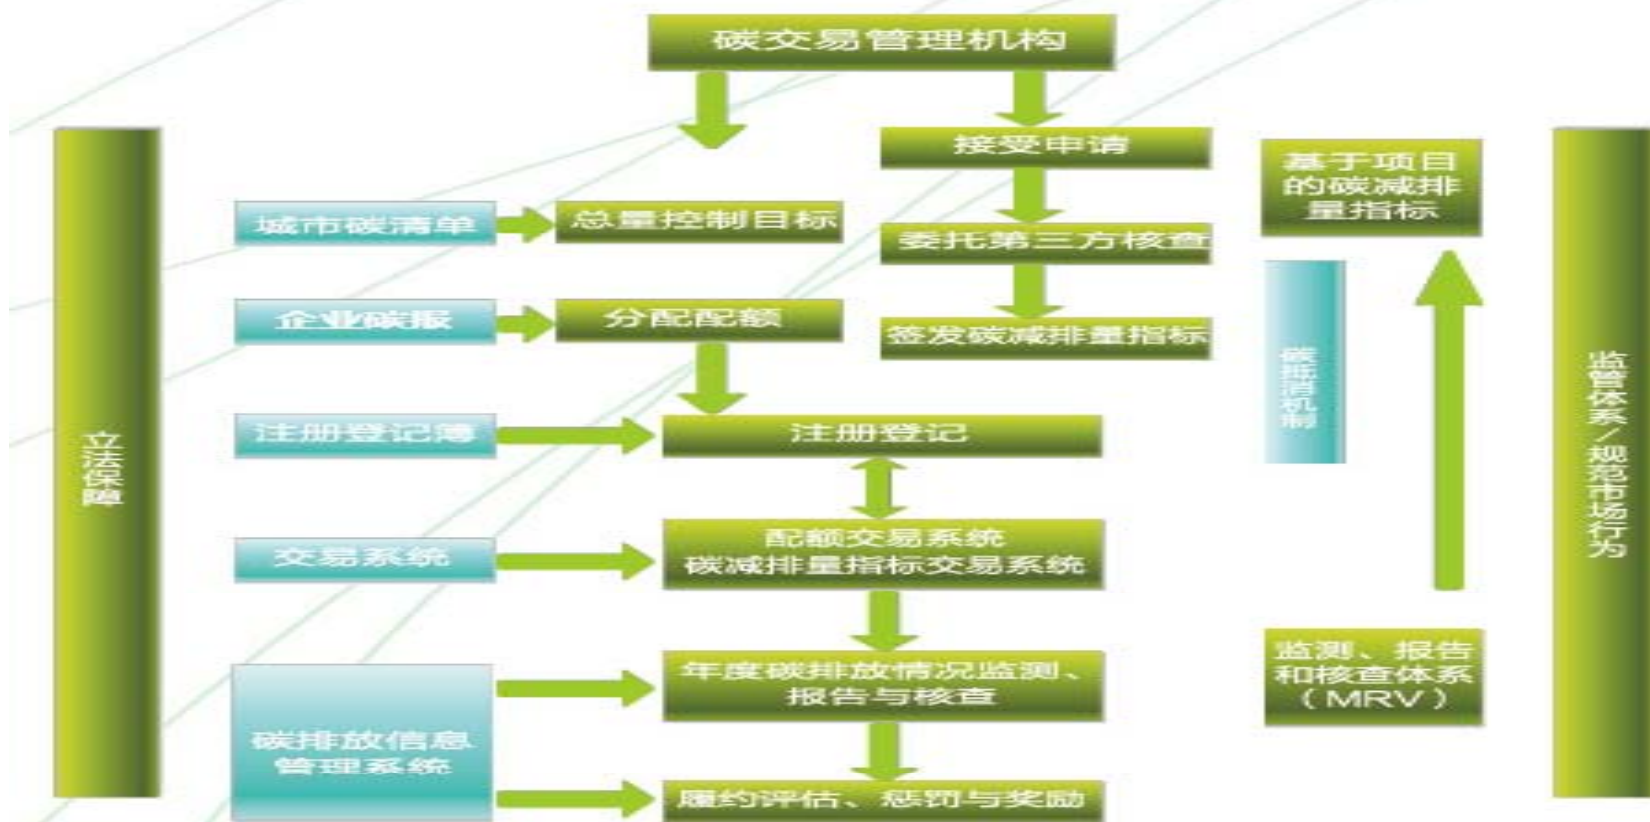 碳交易管理机构
接受申请
基于项目
的碳减排
量指标
城市碳清单
总量控制目标
委托第三方核查
企业碳报
分配配额
签发碳减排量指标
碳抵消机制
立法保障
监管体系/规范市场行为
注册登记薄
注册登记
交易系统
配额交易系统
碳减排量指标交易系统
年度碳排放情况监测、
报告与核查
监测、报告
和核查体系
(MRV)
碳排放信息
管理系统
履约评估、惩罚与奖励